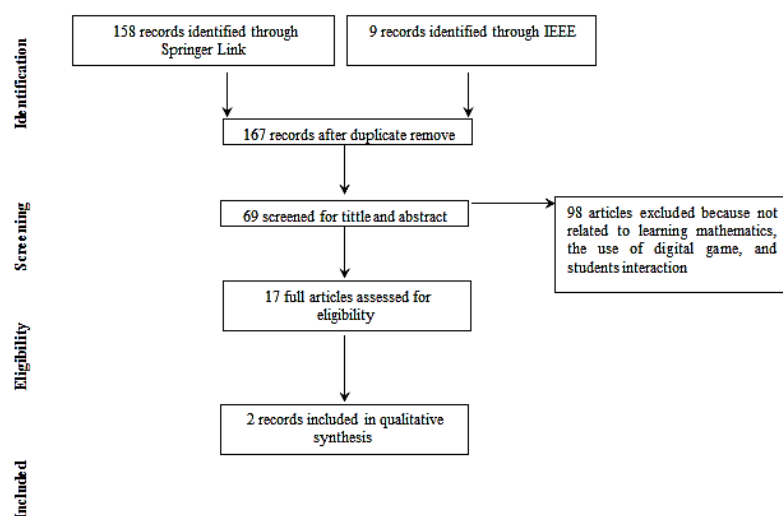 Identification
158 records identified through
Springer Link
9 records identified through IEEE
167 records after duplicate remove
Screening
69 screened for tittle and abstract
98 articles excluded because not
related to learning mathematics,
the use of digital game, and
students interaction
Eligibility
17 full articles assessed for
eligibility
Included
2 records included in qualitative
synthesis